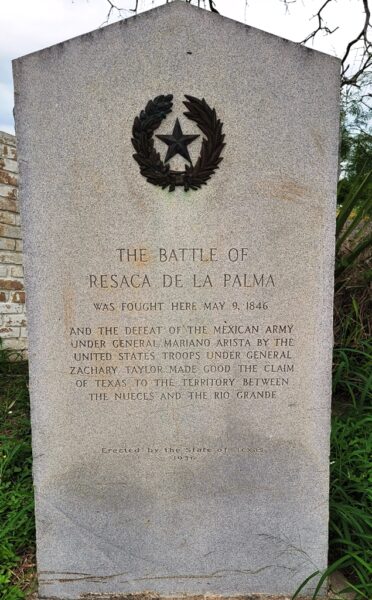 THE BATTLE OF
RESACA DE LA PALMA
WAS FOUGHT HERE MAY 9, 1846
AND THE DEFEAT OF THE MEXICAN ARMY
UNDER GENERAL MARIANO ARISTA BY THE
UNITED STATES TROOPS UNDER GENERAL
ZACHARY TAYLOR MADE GOOD THE CLAIM
OF TEXAS TO THE TERRITORY BETWEEN
THE NUECES AND THE RIO GRANDE
Erected by the State of Texas
1936